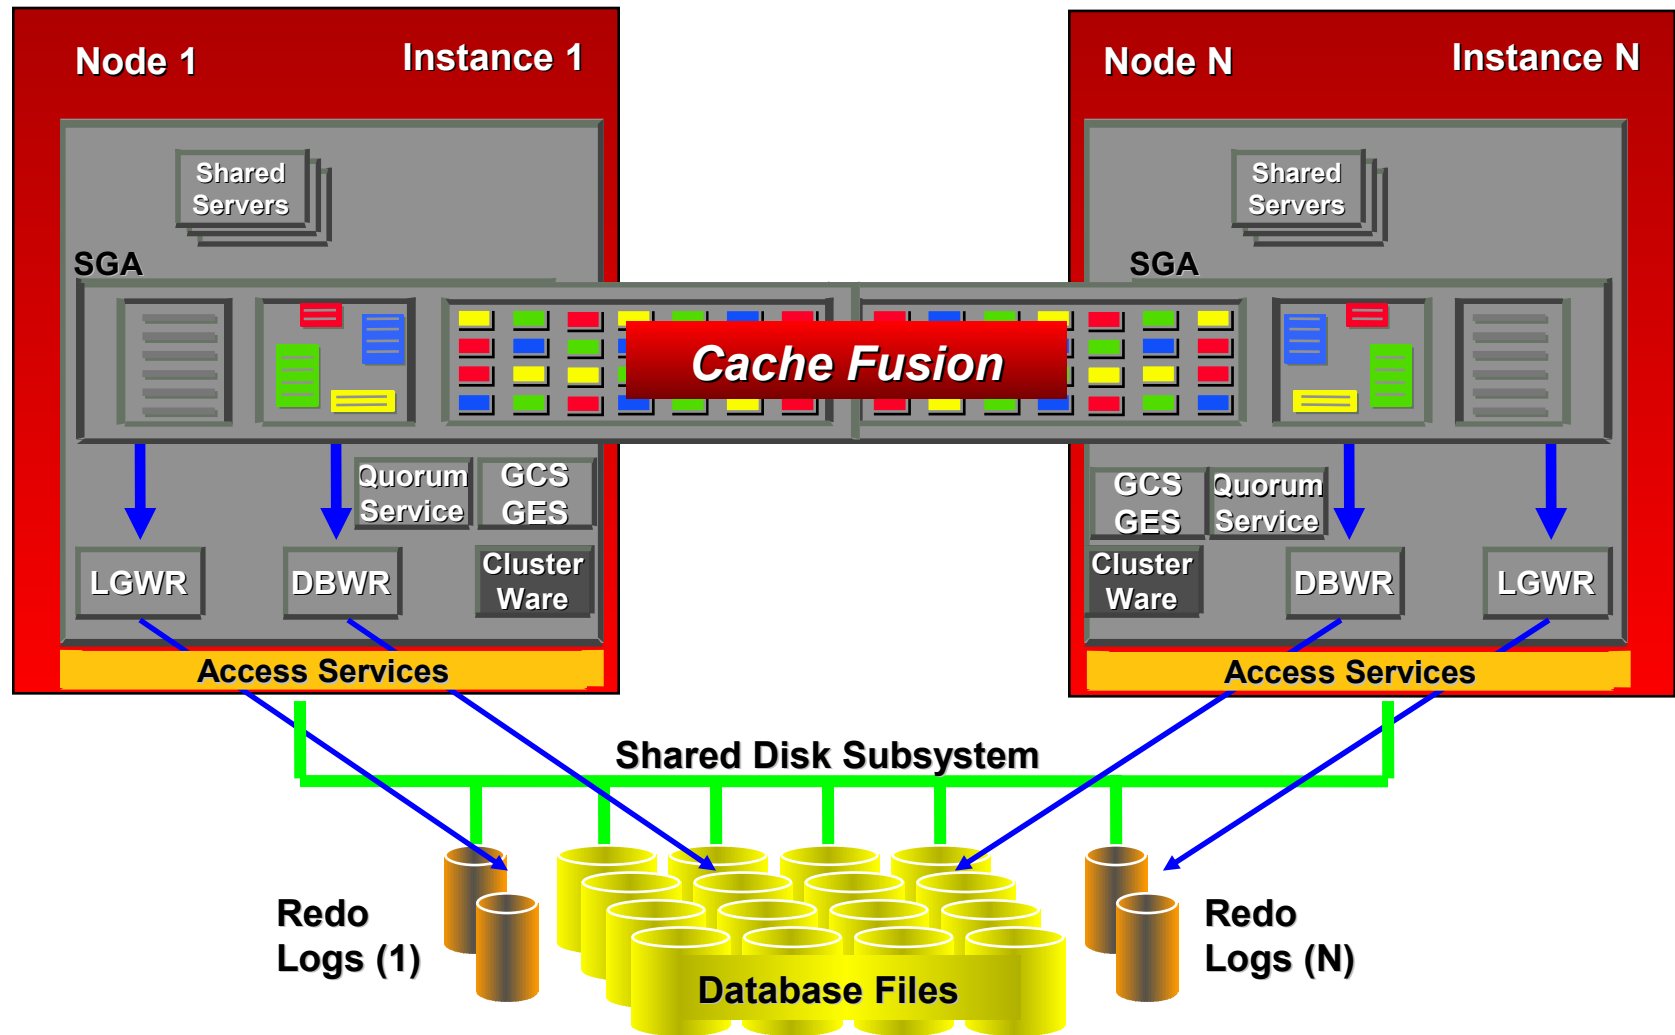 Node 1
Instance 1
Node N
Instance N
Shared
Servers
Shared
Servers
SGA
SGA
Cache Fusion
Quorum
Service
GCS
GES
GCS
GES
Quorum
Service
LGWR
DBWR
Cluster
Ware
Cluster
Ware
DBWR
LGWR
Access Services
Access Services
Shared Disk Subsystem
Redo
Logs (1)
Database Files
Redo
Logs (N)